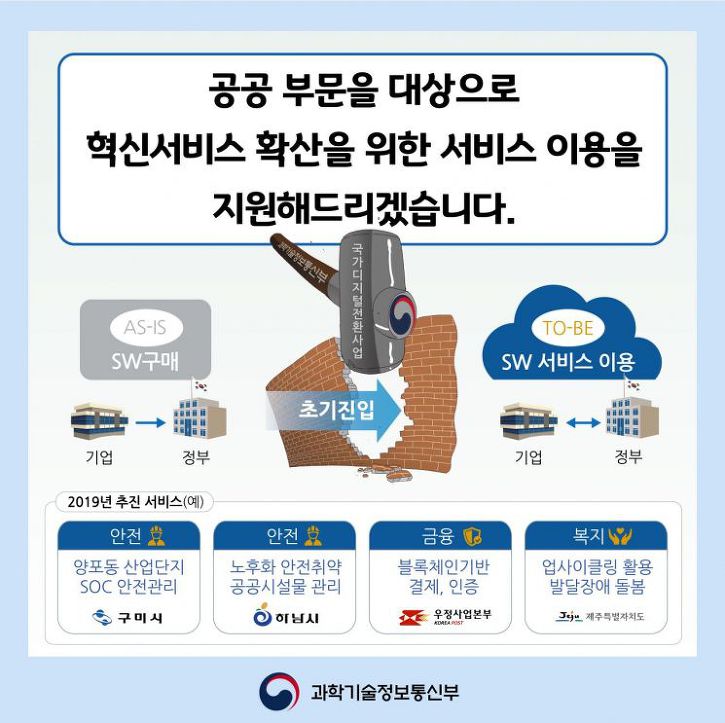 공공 부문을 대상으로
혁신서비스 확산을 위한 서비스 이용을
지원해드리겠습니다.
과학기술정보통신부
국가디지털전환사업
AS-IS
SW구매
기업
정부
초기진입
TO-BE
SW 서비스 이용
기업
정부
2019년 추진 서비스(예)
안전
양포동 산업단지
SOC 안전관리
구미시
안전
노후화 안전취약
공공시설물 관리
하남시
금융
블록체인기반
결제, 인증
우정사업본부
KOREA POST
복지
업사이클링 활용
발달장애 돌봄
Jeju 제주특별자치도
과학기술정보통신부